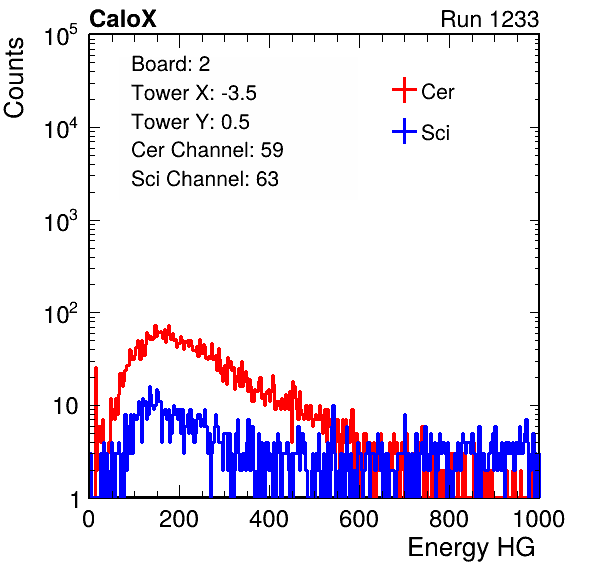 CaloX Run 1233
Counts
10^5
10^4
10^3
10^2
10
1
Board: 2
Tower X: -3.5
Tower Y: 0.5
Cer Channel: 59
Sci Channel: 63
Cer
Sci
0 200 400 600 800 1000
Energy HG